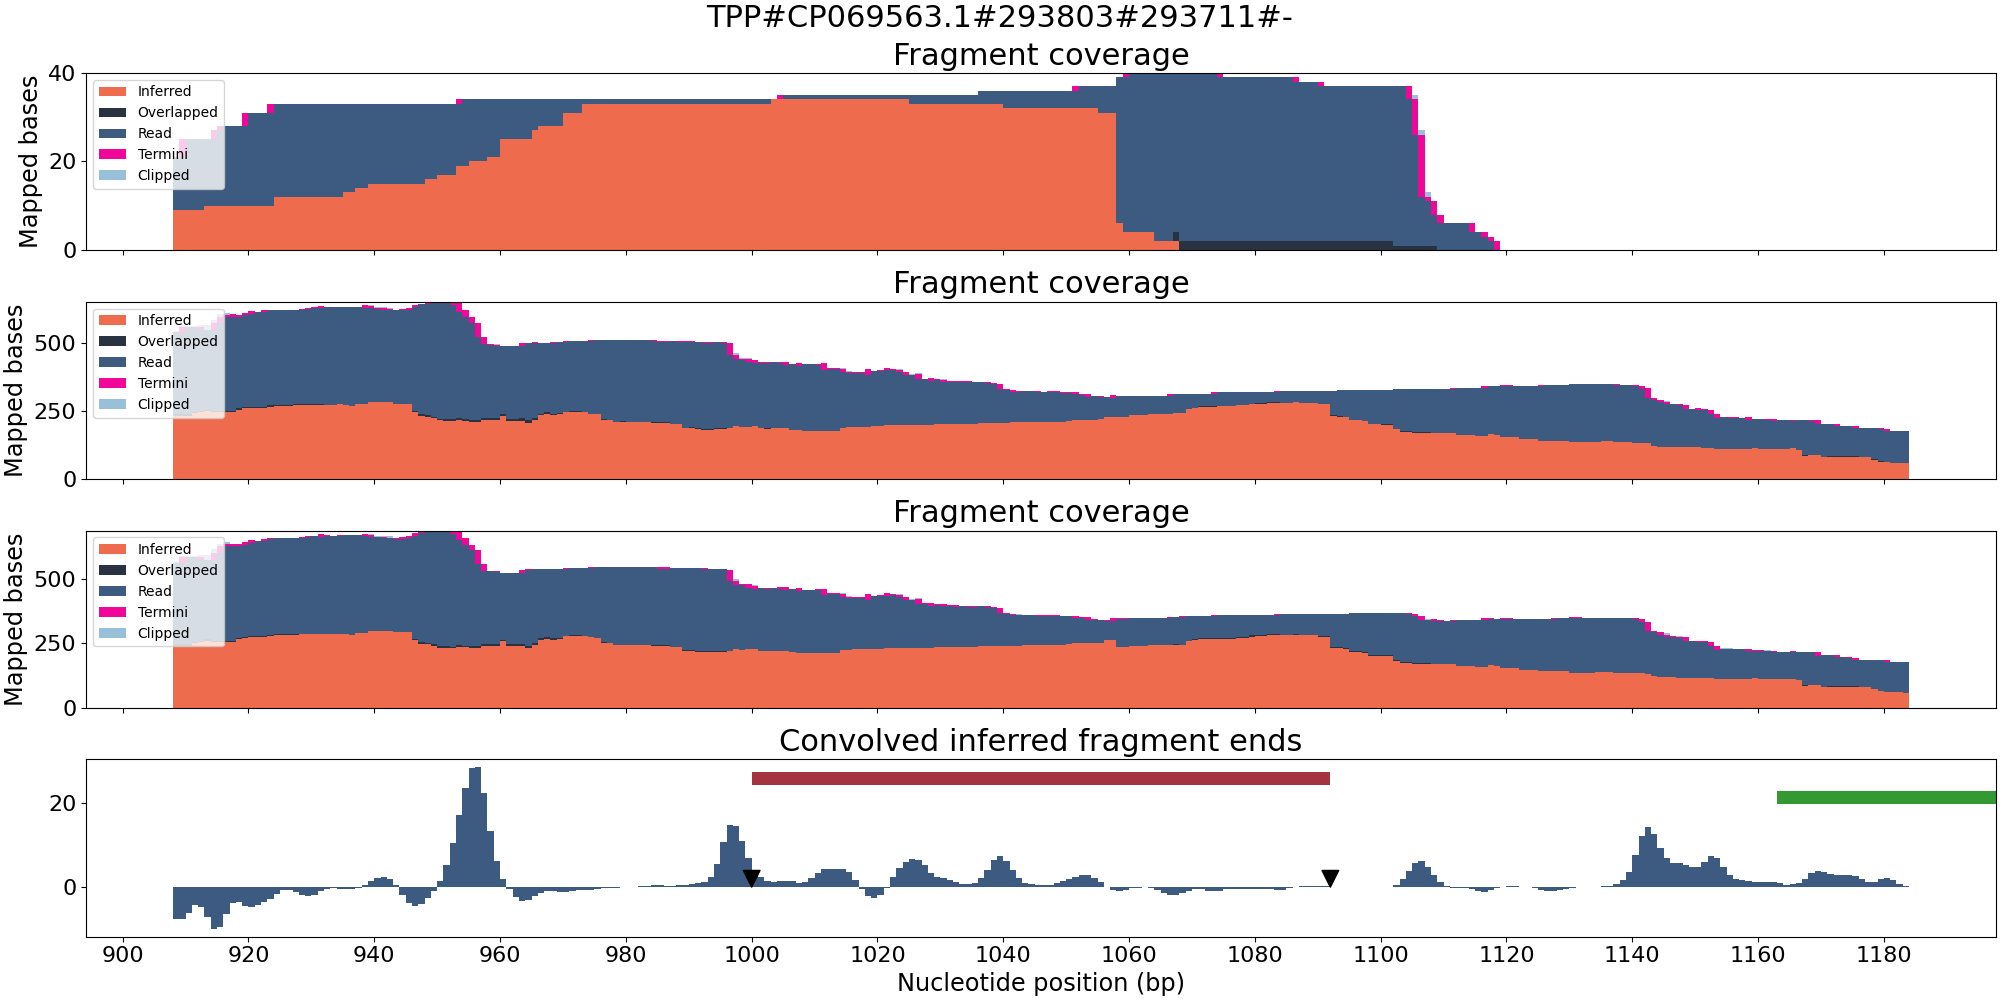 TPP#CP069563.1#293803#293711#-
Fragment coverage
Mapped bases
40
20
0
Inferred
Overlapped
Read
Termini
Clipped
Fragment coverage
Mapped bases
500
250
0
Inferred
Overlapped
Read
Termini
Clipped
Fragment coverage
Mapped bases
500
250
0
Inferred
Overlapped
Read
Termini
Clipped
Convolved inferred fragment ends
20
0
900 920 940 960 980 1000 1020 1040 1060 1080 1100 1120 1140 1160 1180
Nucleotide position (bp)